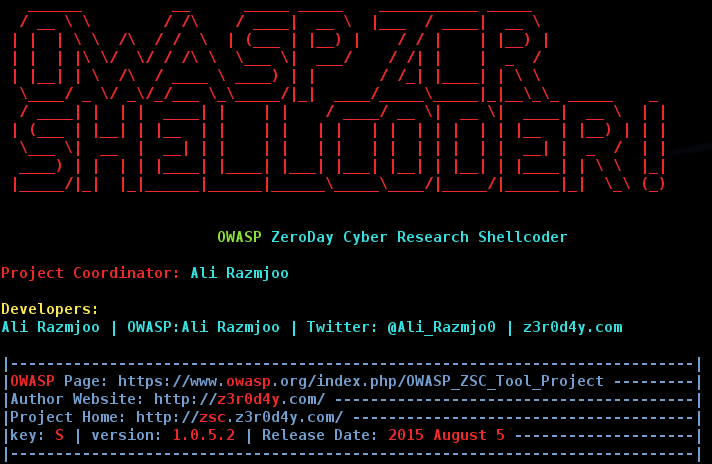 OWASP ZCR
SHELLCODER!
OWASP ZeroDay Cyber Research Shellcoder
Project Coordinator: Ali Razmjoo
Developers:
Ali Razmjoo | OWASP:Ali Razmjoo | Twitter: @Ali_Razmjo0 | z3r0d4y.com
|----------------------------------------------------------------------------|
|OWASP Page: https://www.owasp.org/index.php/OWASP_ZSC_Tool_Project ---------|
|Author Website: http://z3r0d4y.com/ ----------------------------------------|
|Project Home: http://zsc.z3r0d4y.com/ --------------------------------------|
|key: S | version: 1.0.5.2 | Release Date: 2015 August 5 --------------------|
|----------------------------------------------------------------------------|